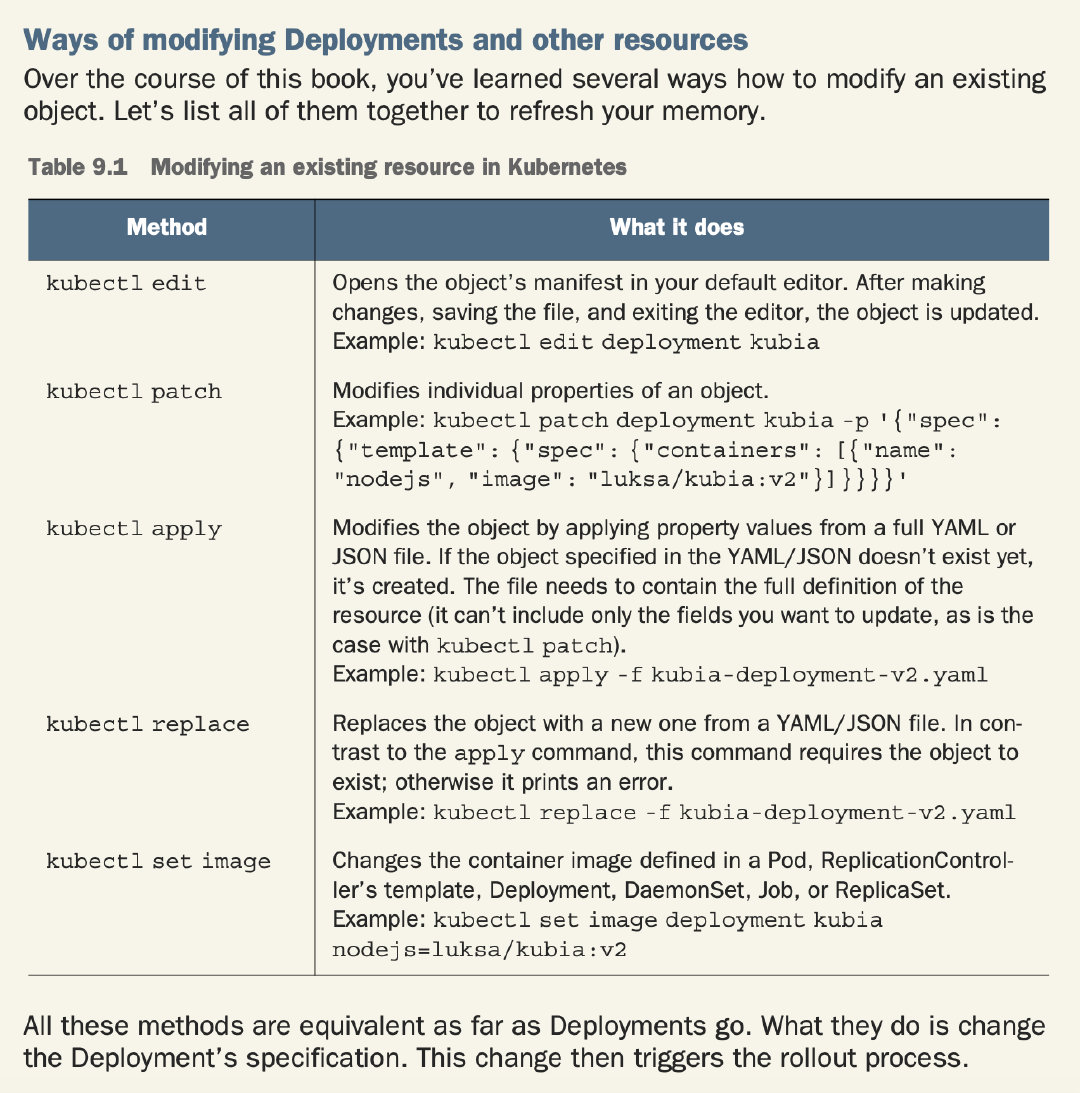 Ways of modifying Deployments and other resources
Over the course of this book, you've learned several ways how to modify an existing
object. Let's list all of them together to refresh your memory.
Table 9.1 Modifying an existing resource in Kubernetes
Method What it does
kubectl edit Opens the object's manifest in your default editor. After making
changes, saving the file, and exiting the editor, the object is updated.
Example: kubectl edit deployment kubia
kubectl patch Modifies individual properties of an object.
Example: kubectl patch deployment kubia -p '{"spec":
{"template": {"spec": {"containers": [{"name":
"nodejs", "image": "luksa/kubia:v2"}]}}}}'
kubectl apply Modifies the object by applying property values from a full YAML or
JSON file. If the object specified in the YAML/JSON doesn't exist yet,
it's created. The file needs to contain the full definition of the
resource (it can't include only the fields you want to update, as is the
case with kubectl patch).
Example: kubectl apply -f kubia-deployment-v2.yaml
kubectl replace Replaces the object with a new one from a YAML/JSON file. In con-
trast to the apply command, this command requires the object to
exist; otherwise it prints an error.
Example: kubectl replace -f kubia-deployment-v2.yaml
kubectl set image Changes the container image defined in a Pod, ReplicationControl-
ler's template, Deployment, DaemonSet, Job, or ReplicaSet.
Example: kubectl set image deployment kubia
nodejs=luksa/kubia:v2
All these methods are equivalent as far as Deployments go. What they do is change
the Deployment's specification. This change then triggers the rollout process.